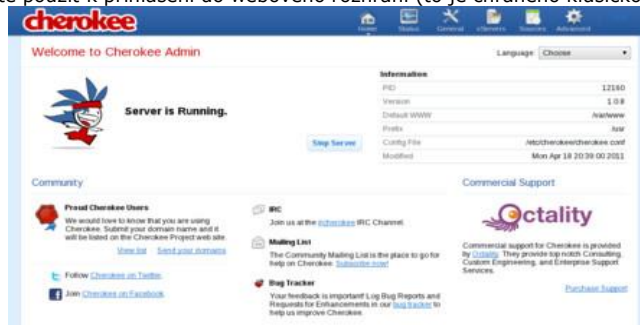 použít k přihlášení do webového rozhraní (to je
cherokee
Home Status General vServers Sources Advanced
Welcome to Cherokee Admin
Language: Choose
Server is Running.
Stop Server
Information
PID 12160
Version 1.0.8
Default WWW /var/www
Prefix /usr
Config File /etc/cherokee/cherokee.conf
Modified Mon Apr 18 20:39:00 2011
Community
Proud Cherokee Users
We would love to know that you are using
Cherokee. Submit your domain name and it
will be listed on the Cherokee Project web site.
View list Send your domains
Follow Cherokee on Twitter.
Join Cherokee on Facebook.
IRC
Join us at the #cherokee IRC Channel.
Mailing List
The Community Mailing List is the place to go for
help on Cherokee. Subscribe now!
Bug Tracker
Your feedback is important! Log Bug Reports and
Requests for Enhancements in our bug tracker to
help us improve Cherokee.
Commercial Support
Octality
Commercial support for Cherokee is provided
by Octality. They provide top notch Consulting,
Custom Engineering, and Enterprise Support
Services.
Purchase Support